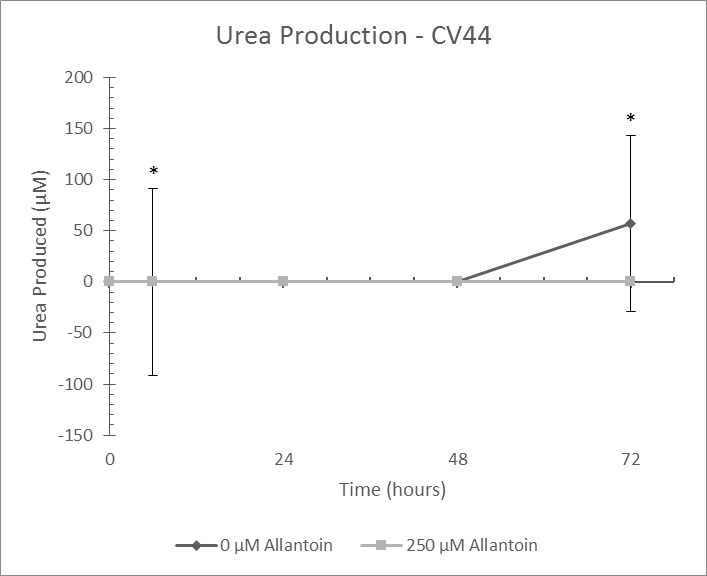 Urea Production - CV44
200
150
100
50
0
-50
-100
-150
Urea Produced (µM)
*
*
0 24 48 72
Time (hours)
0 µM Allantoin 250 µM Allantoin